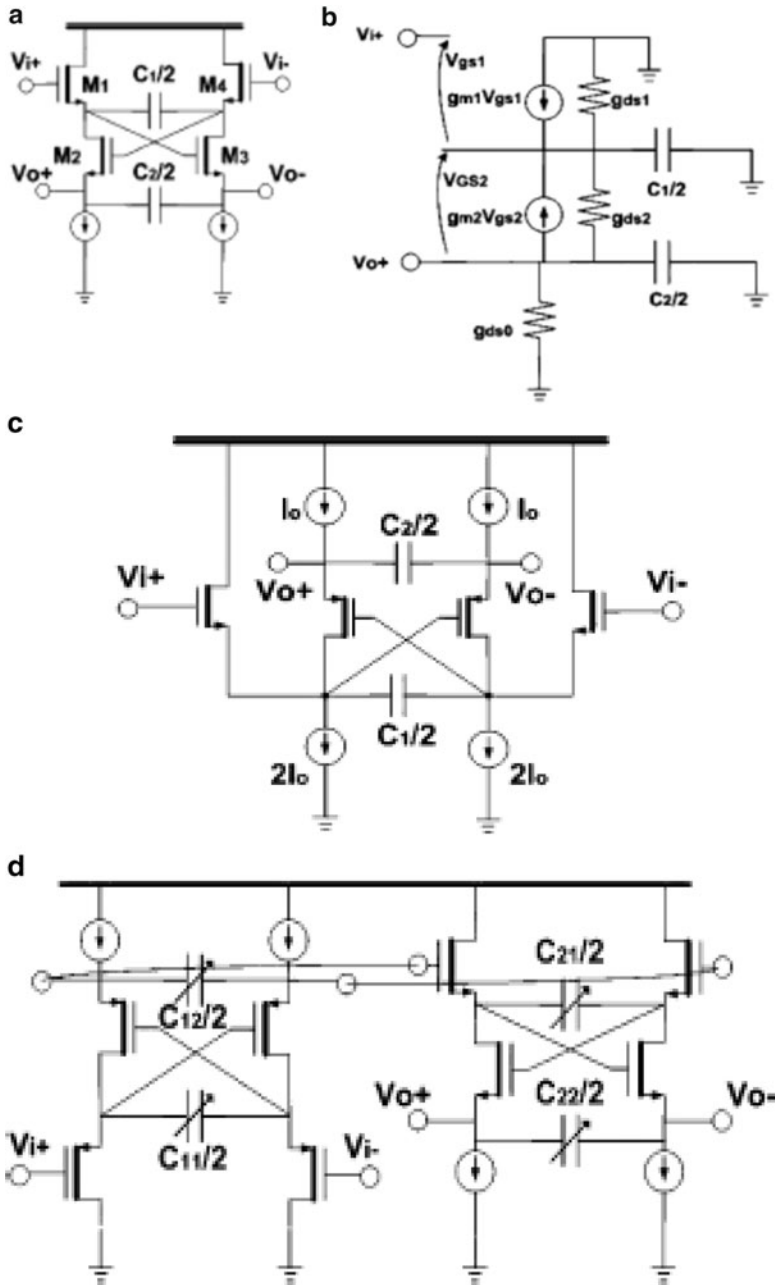 a
Vi+
M1
C1/2
M4
Vi-
M2
M3
Vo+
C2/2
Vo-
b
Vi+
Vgs1
gm1Vgs1
gds1
VGS2
C1/2
gm2Vgs2
gds2
Vo+
C2/2
gds0
c
Io
Io
C2/2
Vi+
Vo+
Vo-
Vi-
C1/2
2Io
2Io
d
C21/2
C12/2
Vo+
C22/2
Vo-
Vi+
C11/2
Vi-